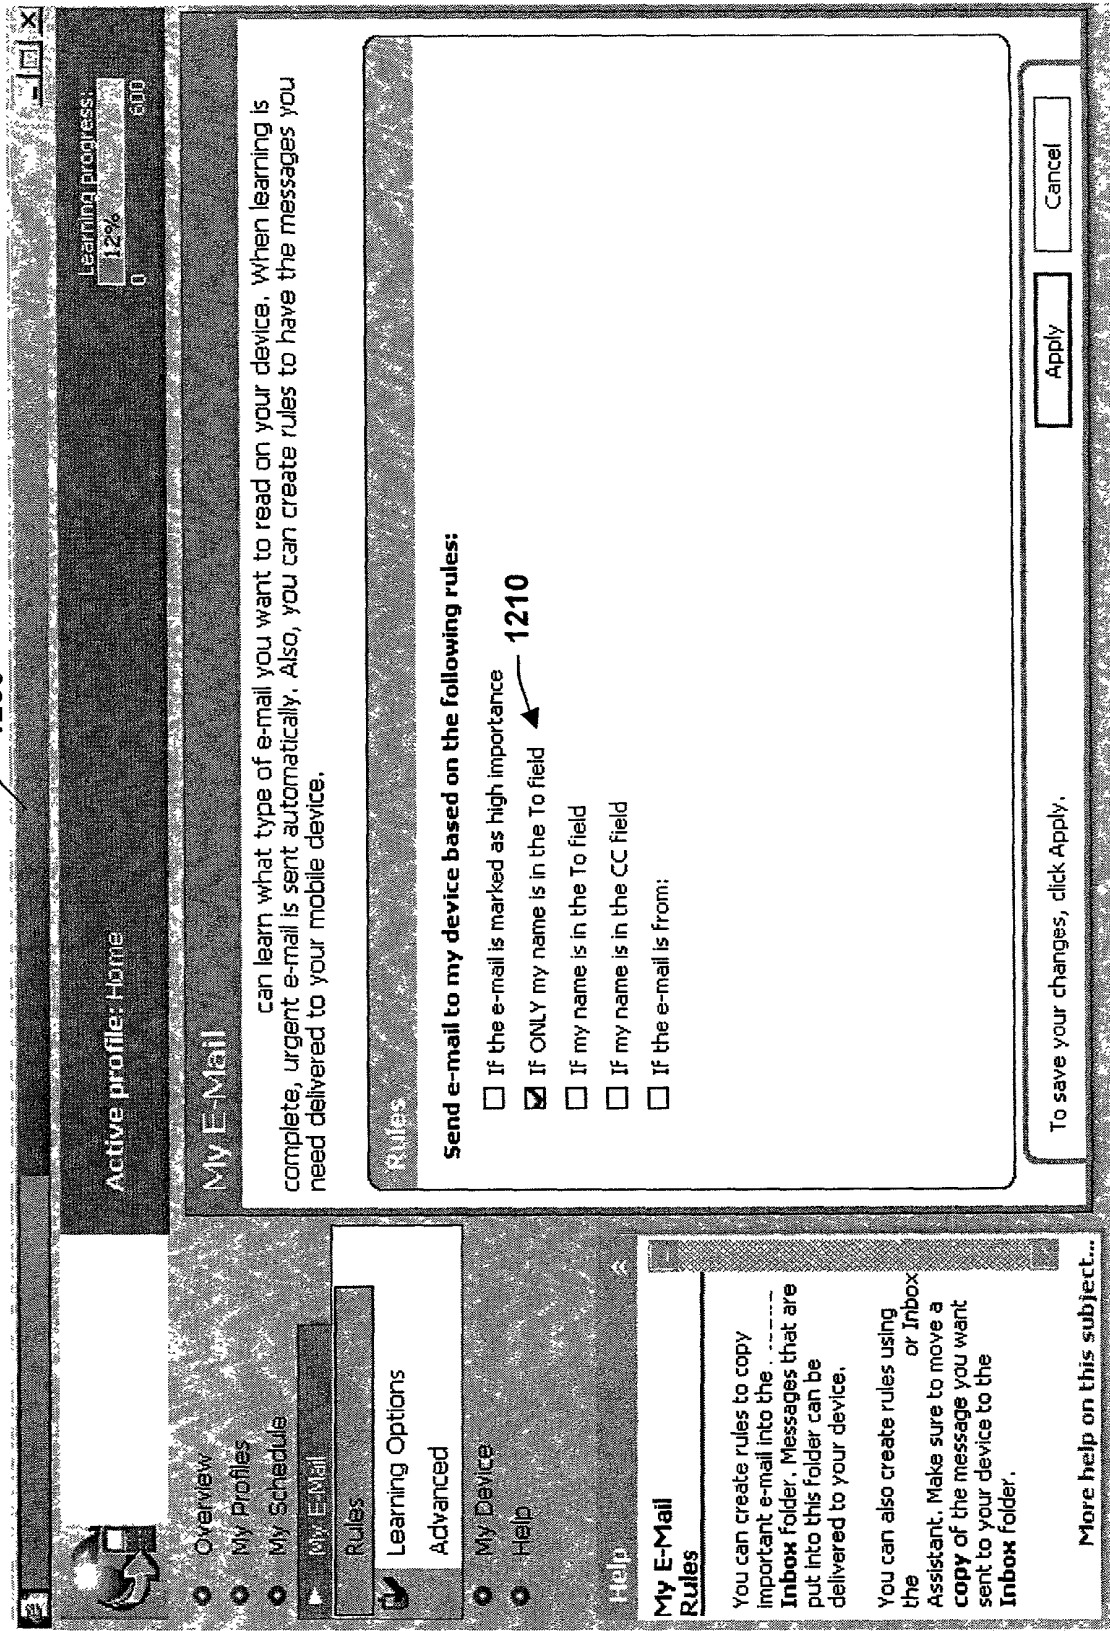 Active profile: Home
Learning progress:
12%
0 600
Overview
My Profiles
My Schedule
My E-Mail
Rules
Learning Options
Advanced
My Device
Help
Help
My E-Mail
Rules
You can create rules to copy
important e-mail into the
Inbox folder. Messages that are
put into this folder can be
delivered to your device.
You can also create rules using
the or Inbox
Assistant. Make sure to move a
copy of the message you want
sent to your device to the
Inbox folder.
More help on this subject...
My E-Mail
can learn what type of e-mail you want to read on your device. When learning is
complete, urgent e-mail is sent automatically. Also, you can create rules to have the messages you
need delivered to your mobile device.
Rules
Send e-mail to my device based on the following rules:
If the e-mail is marked as high importance
If ONLY my name is in the To field
1210
If my name is in the To field
If my name is in the CC field
If the e-mail is from:
To save your changes, click Apply.
Apply
Cancel